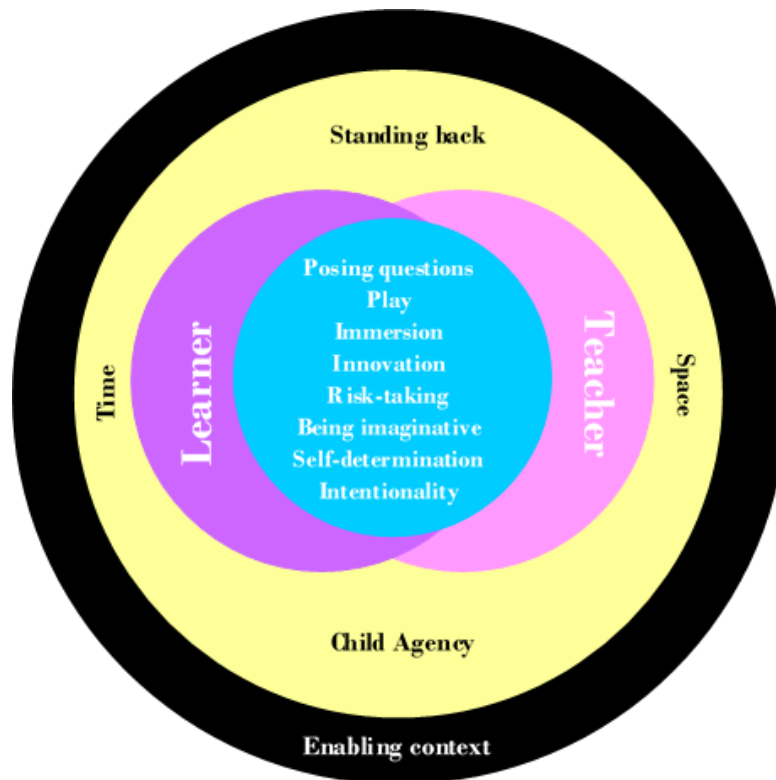 Standing back
Posing questions
Play
Immersion
Innovation
Risk-taking
Being imaginative
Self-determination
Intentionality
Learner
Teacher
Time
Space
Child Agency
Enabling context